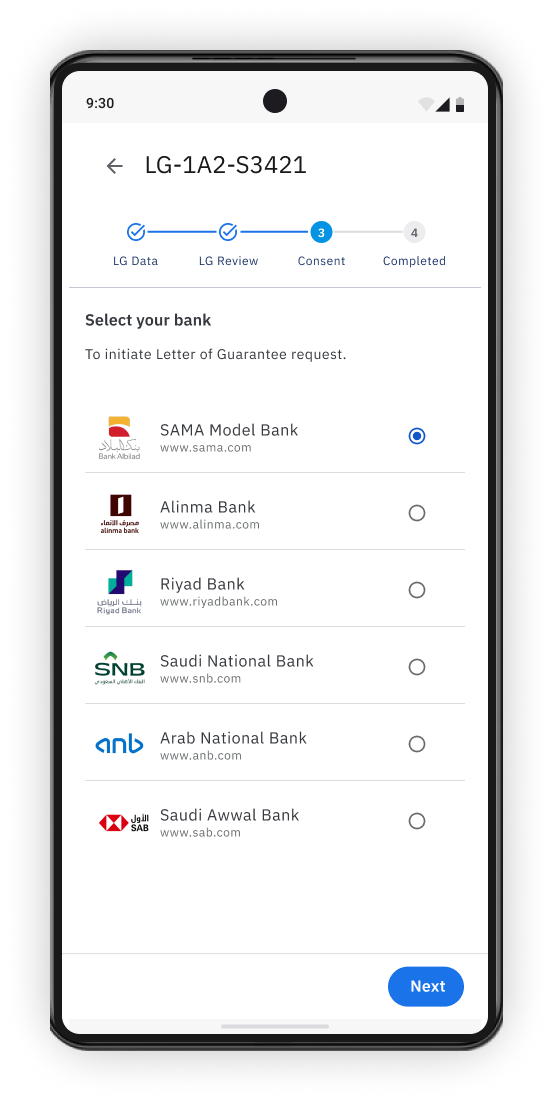 9:30
LG-1A2-S3421
3
4
LG Data
LG Review
Consent
Completed
Select your bank
To initiate Letter of Guarantee request.
بنك البلاد
Bank Albilad
SAMA Model Bank
www.sama.com
مصرف الإنماء
alinma bank
Alinma Bank
www.alinma.com
بنك الرياض
Riyad Bank
Riyad Bank
www.riyadbank.com
SNB
البنك الأهلي السعودي
Saudi National Bank
www.snb.com
anb
Arab National Bank
www.anb.com
الأول
SAB
Saudi Awwal Bank
www.sab.com
Next